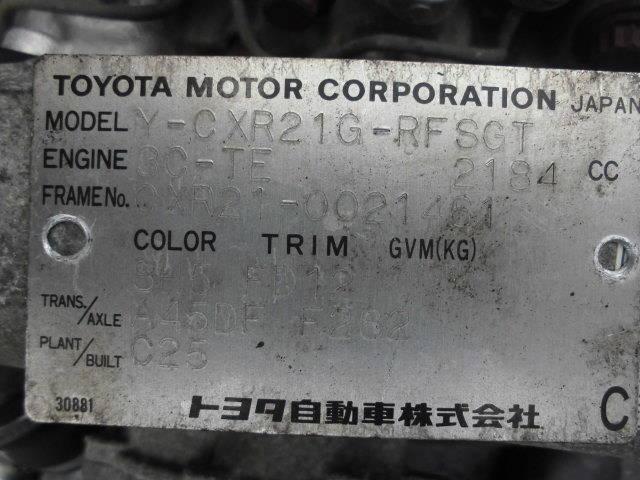 TOYOTA MOTOR CORPORATION JAPAN
MODEL Y-CXR21G-RFSGT
ENGINE 3C-TE 2184 CC
FRAME No. CXR21-0021461
COLOR TRIM GVM(KG)
FD12
TRANS./AXLE A45DF F282
PLANT/BUILT C25
30881 トヨタ自動車株式会社 C